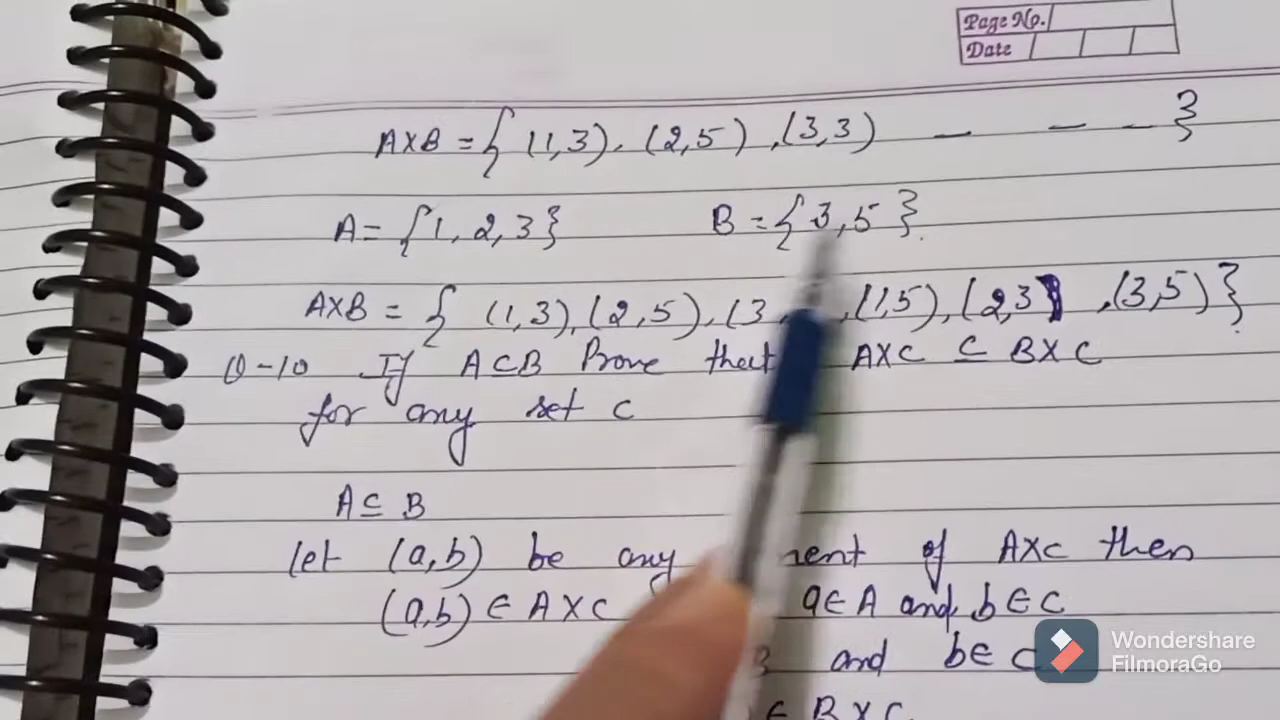 Page No.
Date
A×B = { (1,3), (2,5), (3,3) — — — }
A = {1, 2, 3} B = {3,5}.
A×B = { (1,3), (2,5), (3 , (1,5), (2,3) , (3,5) }
Q-10 If A⊆B Prove that A×C ⊆ B×C
for any set C
A⊆B
let (a,b) be any of A×C then
(a,b) ∈ A×C a∈A and b∈C
and b∈C
∈ B×C
Wondershare
FilmoraGo